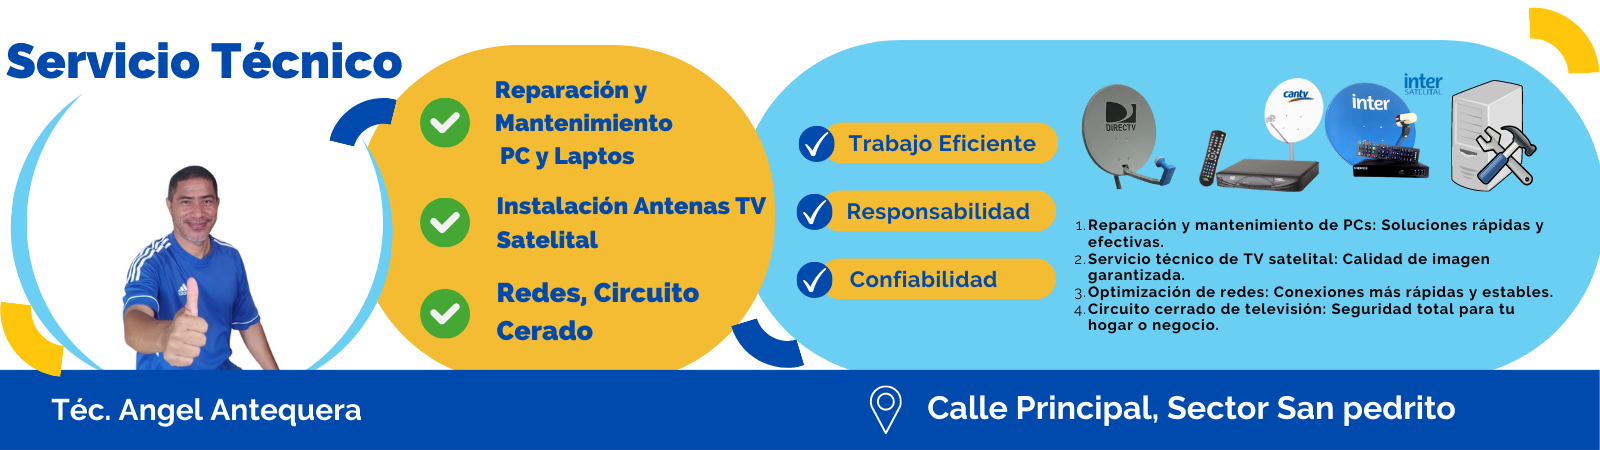 Servicio Técnico
Reparación y
Mantenimiento
PC y Laptos
Instalación Antenas TV
Satelital
Redes, Circuito
Cerado
Trabajo Eficiente
Responsabilidad
Confiabilidad
DIRECTV
cantv
inter
inter
SATELITAL
1. Reparación y mantenimiento de PCs: Soluciones rápidas y
efectivas.
2. Servicio técnico de TV satelital: Calidad de imagen
garantizada.
3. Optimización de redes: Conexiones más rápidas y estables.
4. Circuito cerrado de televisión: Seguridad total para tu
hogar o negocio.
Téc. Angel Antequera
Calle Principal, Sector San pedrito